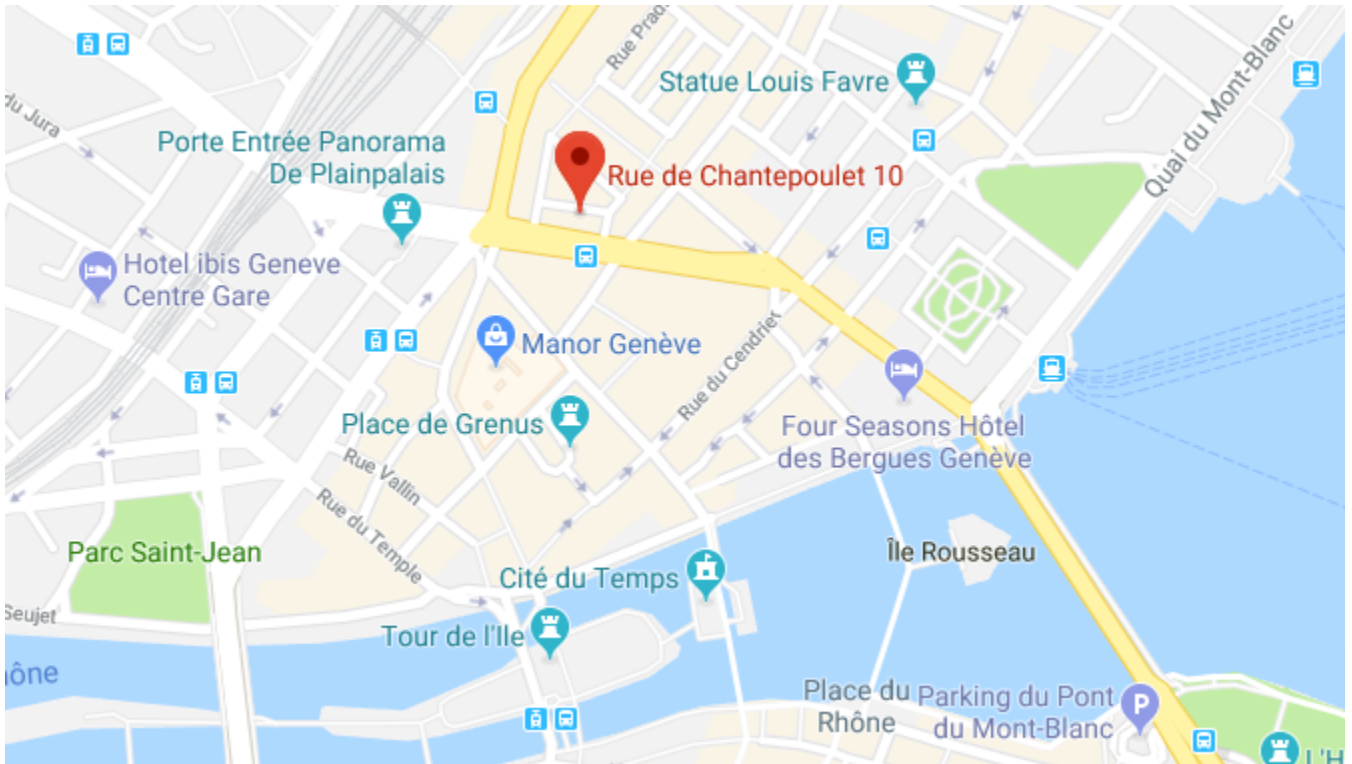 Rue Prad
Quai du Mont-Blanc
Statue Louis Favre
du Jura
Porte Entrée Panorama
De Plainpalais
Rue de Chantepoulet 10
Hotel ibis Geneve
Centre Gare
Manor Genève
Rue du Cendrier
Place de Grenus
Four Seasons Hôtel
des Bergues Genève
Rue Vallin
Rue du Temple
Parc Saint-Jean
Île Rousseau
Cité du Temps
Seujet
Tour de l'Ile
ône
Place du
Rhône
Parking du Pont
du Mont-Blanc
P
L'H